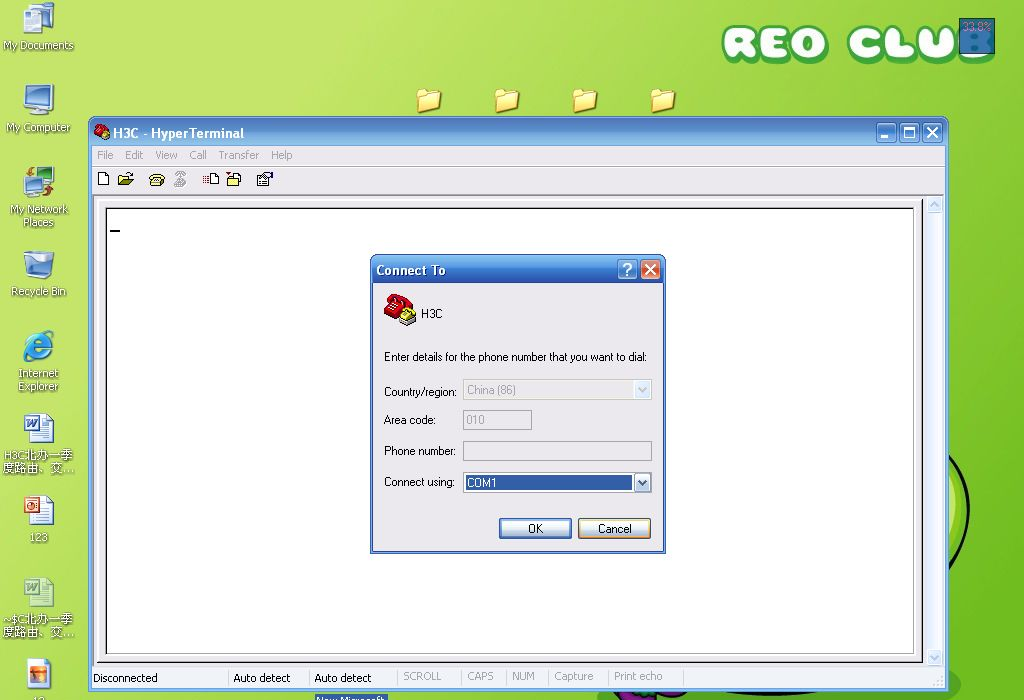 My Documents
REO CLUB
33.8%
My Computer
H3C - HyperTerminal
File Edit View Call Transfer Help
My Network
Places
Recycle Bin
Connect To
H3C
Enter details for the phone number that you want to dial:
Country/region: China (86)
Area code: 010
Phone number:
Connect using: COM1
OK Cancel
Internet
Explorer
H3C北办一季
度路由、交...
123
~$C北办一季
度路由、交...
Disconnected Auto detect Auto detect SCROLL CAPS NUM Capture Print echo
New Microsoft